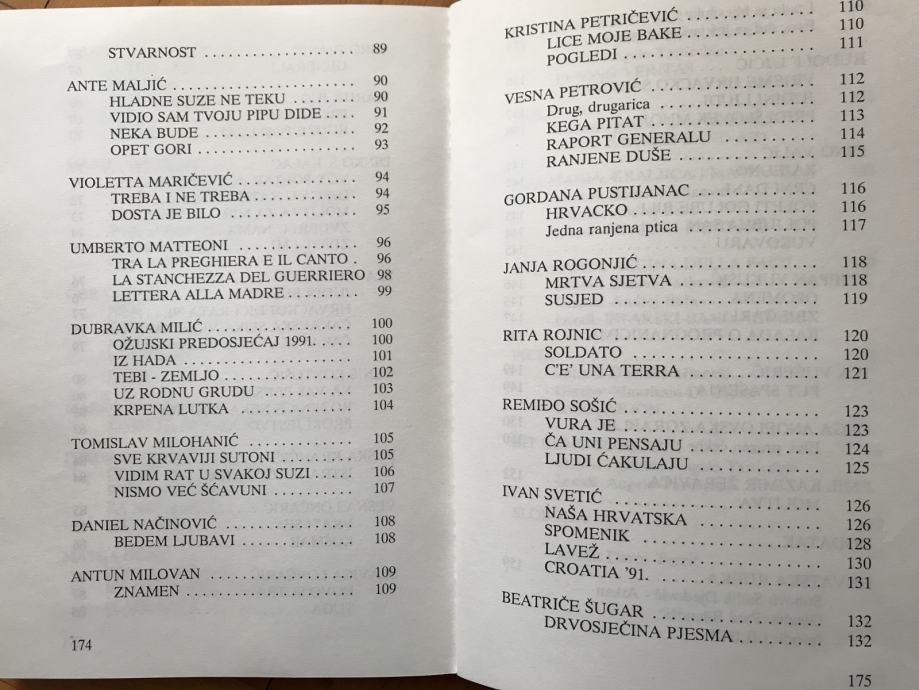 STVARNOST ................... 89
ANTE MALJIĆ ....................... 90
HLADNE SUZE NE TEKU ........ 90
VIDIO SAM TVOJU PIPU DIDE .... 91
NEKA BUDE ................... 92
OPET GORI .................... 93
VIOLETTA MARIČEVIĆ ............... 94
TREBA I NE TREBA ............. 94
DOSTA JE BILO ................ 95
UMBERTO MATTEONI ............... 96
TRA LA PREGHIERA E IL CANTO . 96
LA STANCHEZZA DEL GUERRIERO 98
LETTERA ALLA MADRE ......... 99
DUBRAVKA MILIĆ ................... 100
OŽUJSKI PREDOSJEĆAJ 1991. ..... 100
IZ HADA ...................... 101
TEBI - ZEMLJO ................ 102
UZ RODNU GRUDU ............. 103
KRPENA LUTKA ................ 104
TOMISLAV MILOHANIĆ .............. 105
SVE KRVAVIJI SUTONI .......... 105
VIDIM RAT U SVAKOJ SUZI ..... 106
NISMO VEĆ ŠĆAVUNI ........... 107
DANIEL NAČINOVIĆ ................ 108
BEDEM LJUBAVI ............... 108
ANTUN MILOVAN .................. 109
ZNAMEN ..................... 109
174
KRISTINA PETRIČEVIĆ ................. 110
LICE MOJE BAKE ................ 110
POGLEDI ....................... 111
VESNA PETROVIĆ .................... 112
Drug, drugarica .................... 112
KEGA PITAT .................... 113
RAPORT GENERALU ............ 114
RANJENE DUŠE ................. 115
GORDANA PUSTIJANAC .............. 116
HRVACKO ...................... 116
Jedna ranjena ptica ................. 117
JANJA ROGONJIĆ .................... 118
MRTVA SJETVA ................. 118
SUSJED ......................... 119
RITA ROJNIC ........................ 120
SOLDATO ....................... 120
C'E' UNA TERRA ................ 121
REMIĐO SOŠIĆ ....................... 123
VURA JE ........................ 123
ČA UNI PENSAJU ................ 124
LJUDI ĆAKULAJU ............... 125
IVAN SVETIĆ ......................... 126
NAŠA HRVATSKA ............... 126
SPOMENIK ...................... 128
LAVEŽ .......................... 130
CROATIA '91. .................... 131
BEATRIČE ŠUGAR .................... 132
DRVOSJEČINA PJESMA .......... 132
175